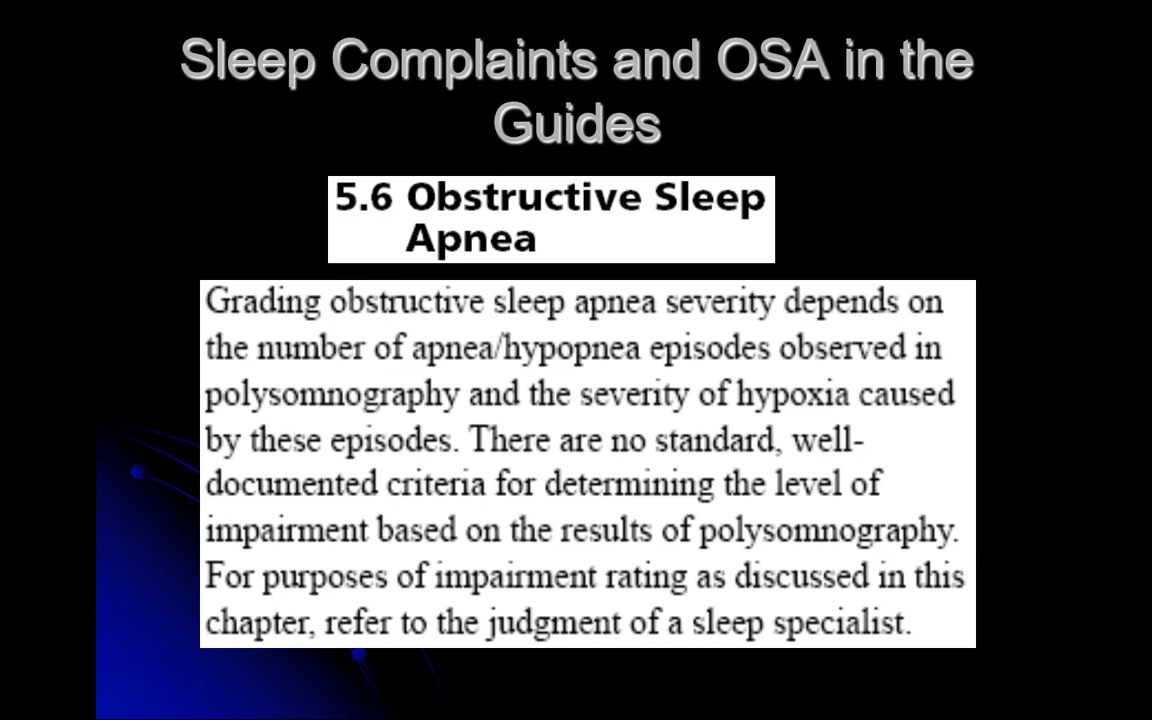 Sleep Complaints and OSA in the
Guides
5.6 Obstructive Sleep
Apnea
Grading obstructive sleep apnea severity depends on
the number of apnea/hypopnea episodes observed in
polysomnography and the severity of hypoxia caused
by these episodes. There are no standard, well-
documented criteria for determining the level of
impairment based on the results of polysomnography.
For purposes of impairment rating as discussed in this
chapter, refer to the judgment of a sleep specialist.